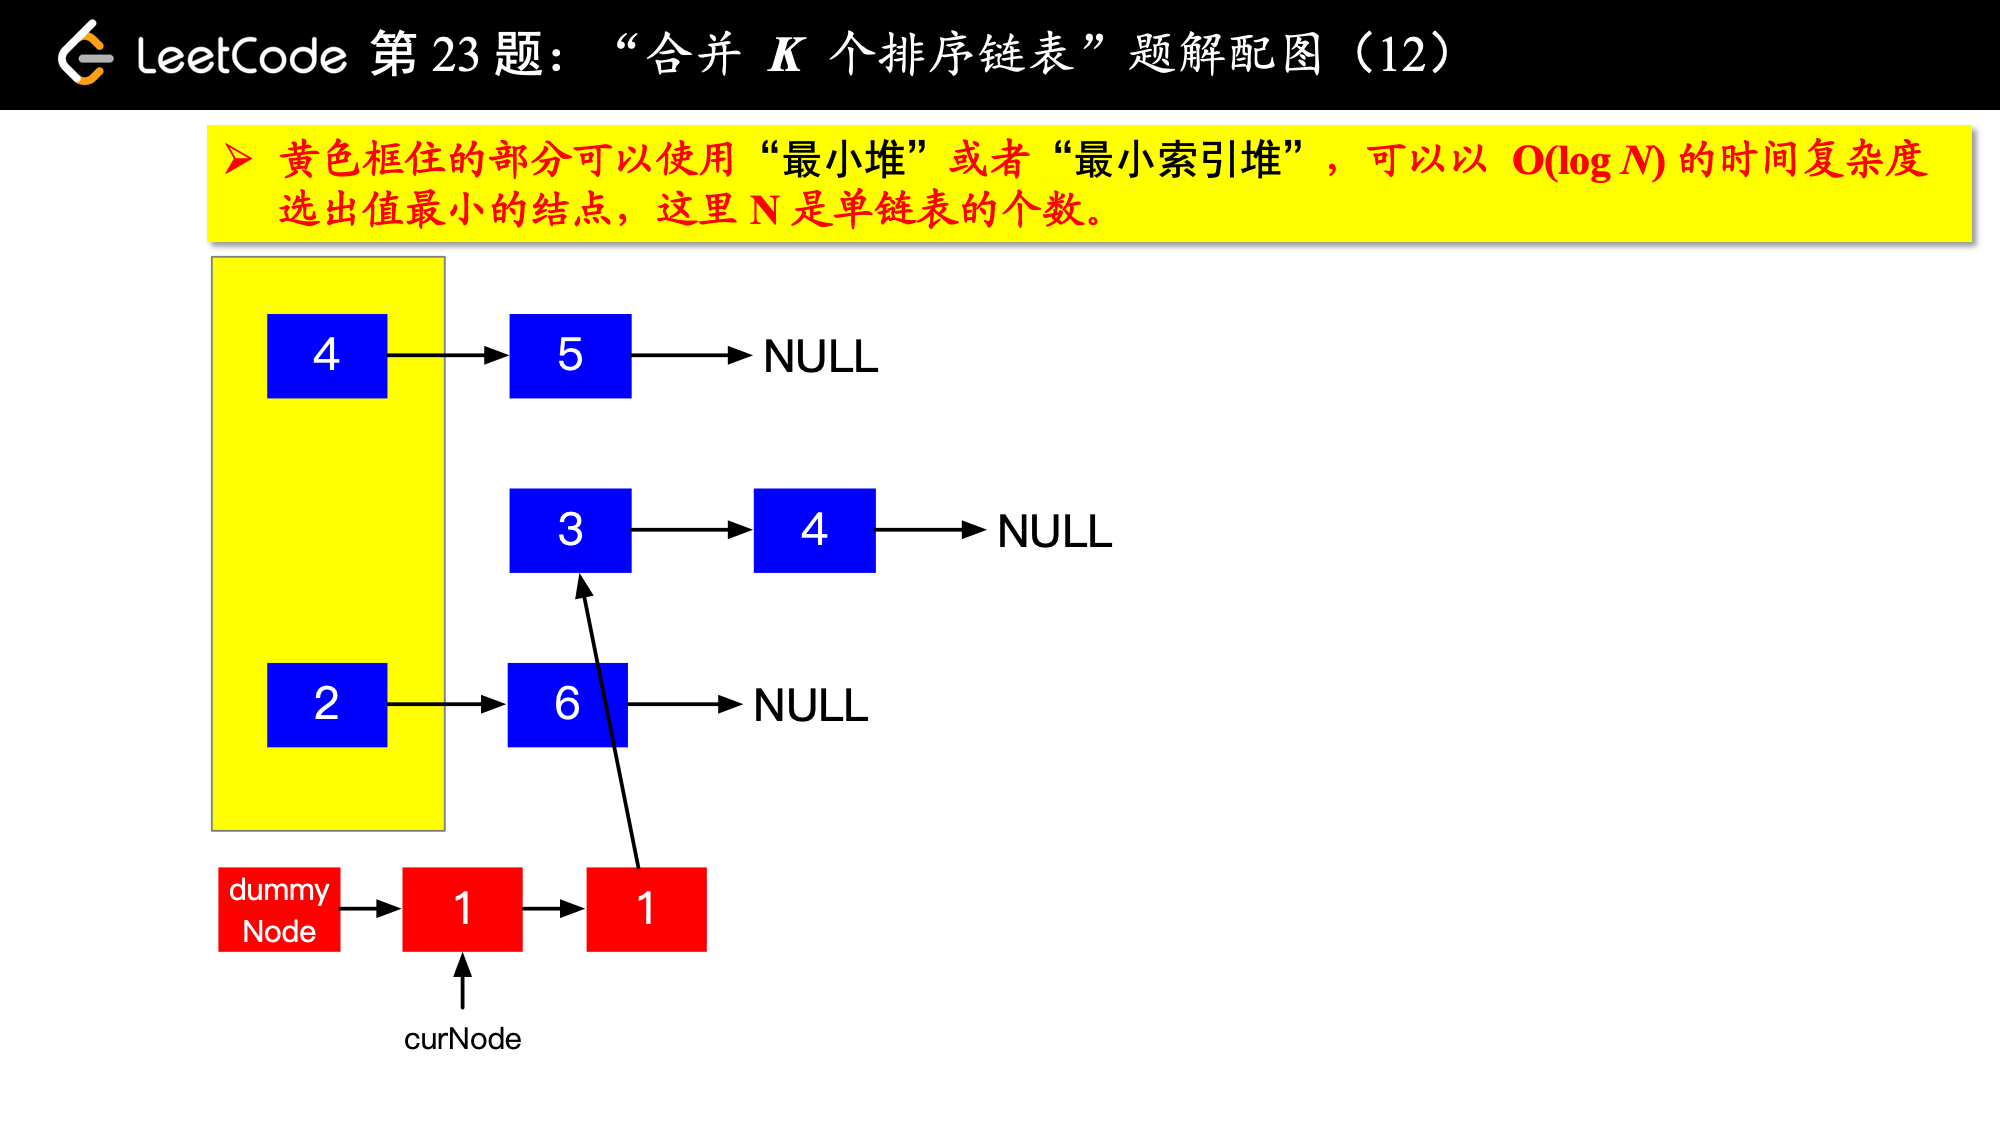 LeetCode 第 23 题：“合并 K 个排序链表”题解配图（12）
➢ 黄色框住的部分可以使用“最小堆”或者“最小索引堆”，可以以 O(log N) 的时间复杂度
选出值最小的结点，这里 N 是单链表的个数。
4 5 NULL
3 4 NULL
2 6 NULL
dummy
Node
1 1
curNode